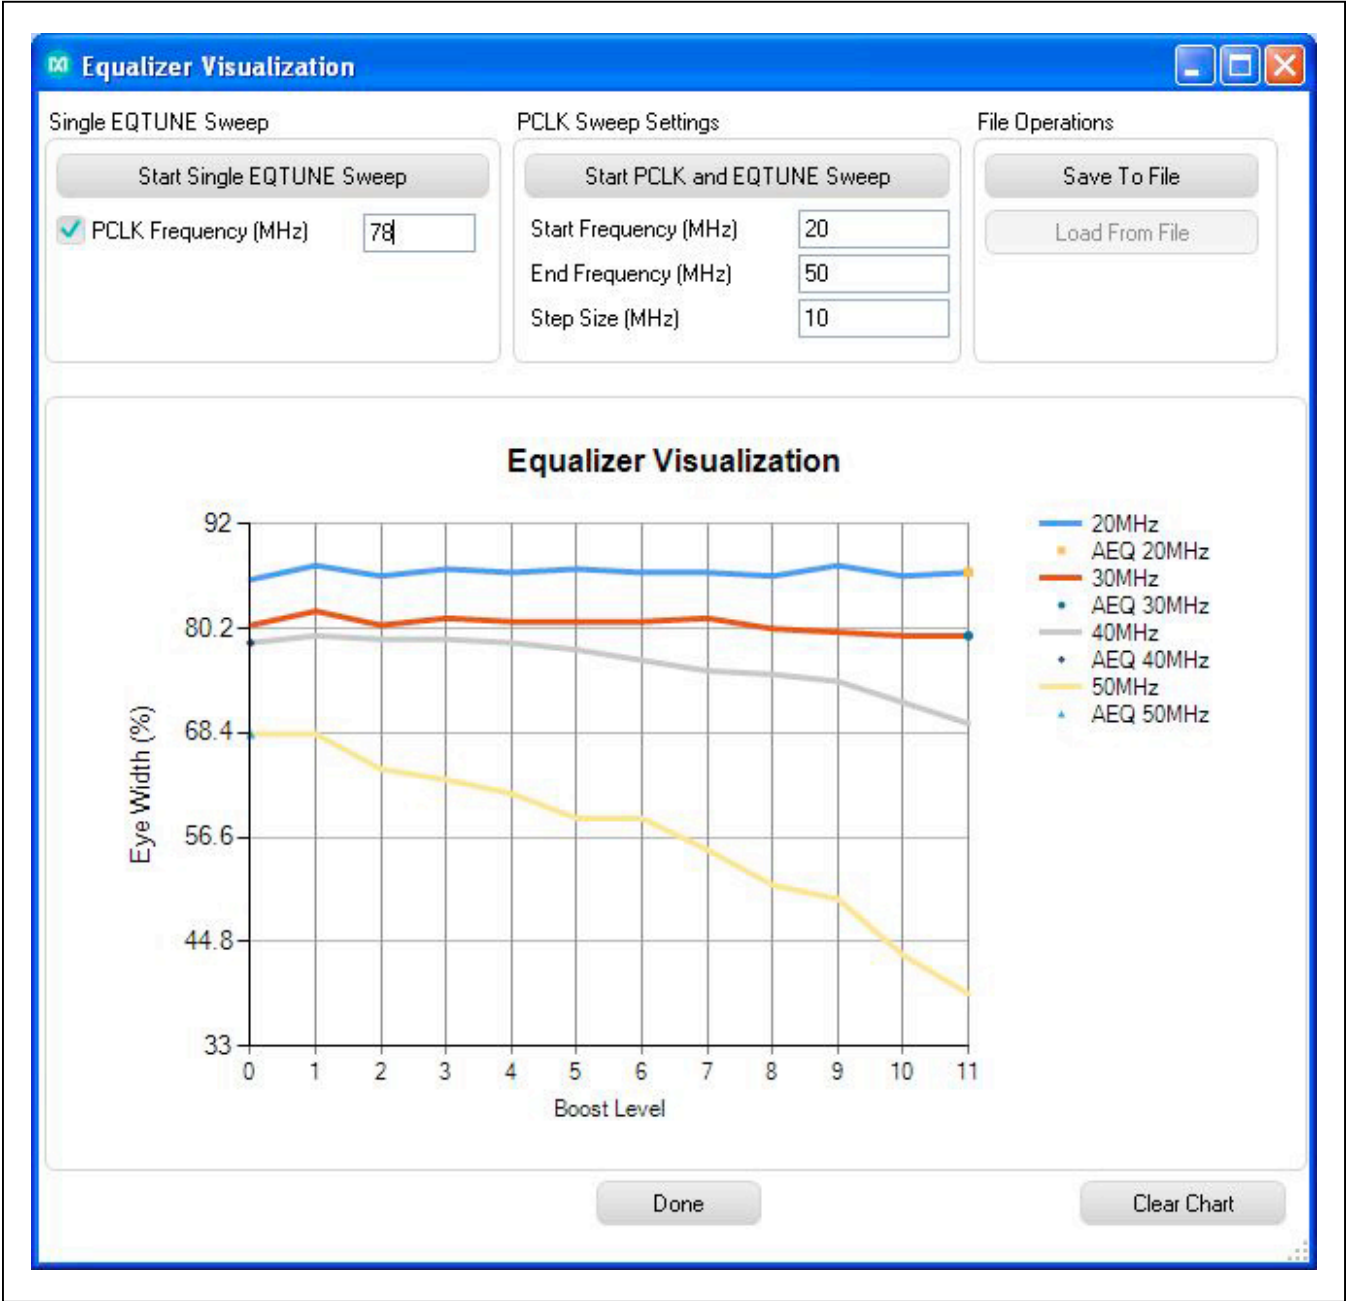 Equalizer Visualization
Single EQTUNE Sweep
Start Single EQTUNE Sweep
PCLK Frequency (MHz) 78
PCLK Sweep Settings
Start PCLK and EQTUNE Sweep
Start Frequency (MHz) 20
End Frequency (MHz) 50
Step Size (MHz) 10
File Operations
Save To File
Load From File
Equalizer Visualization
Eye Width (%)
92
80.2
68.4
56.6
44.8
33
0 1 2 3 4 5 6 7 8 9 10 11
Boost Level
20MHz
AEQ 20MHz
30MHz
AEQ 30MHz
40MHz
AEQ 40MHz
50MHz
AEQ 50MHz
Done
Clear Chart